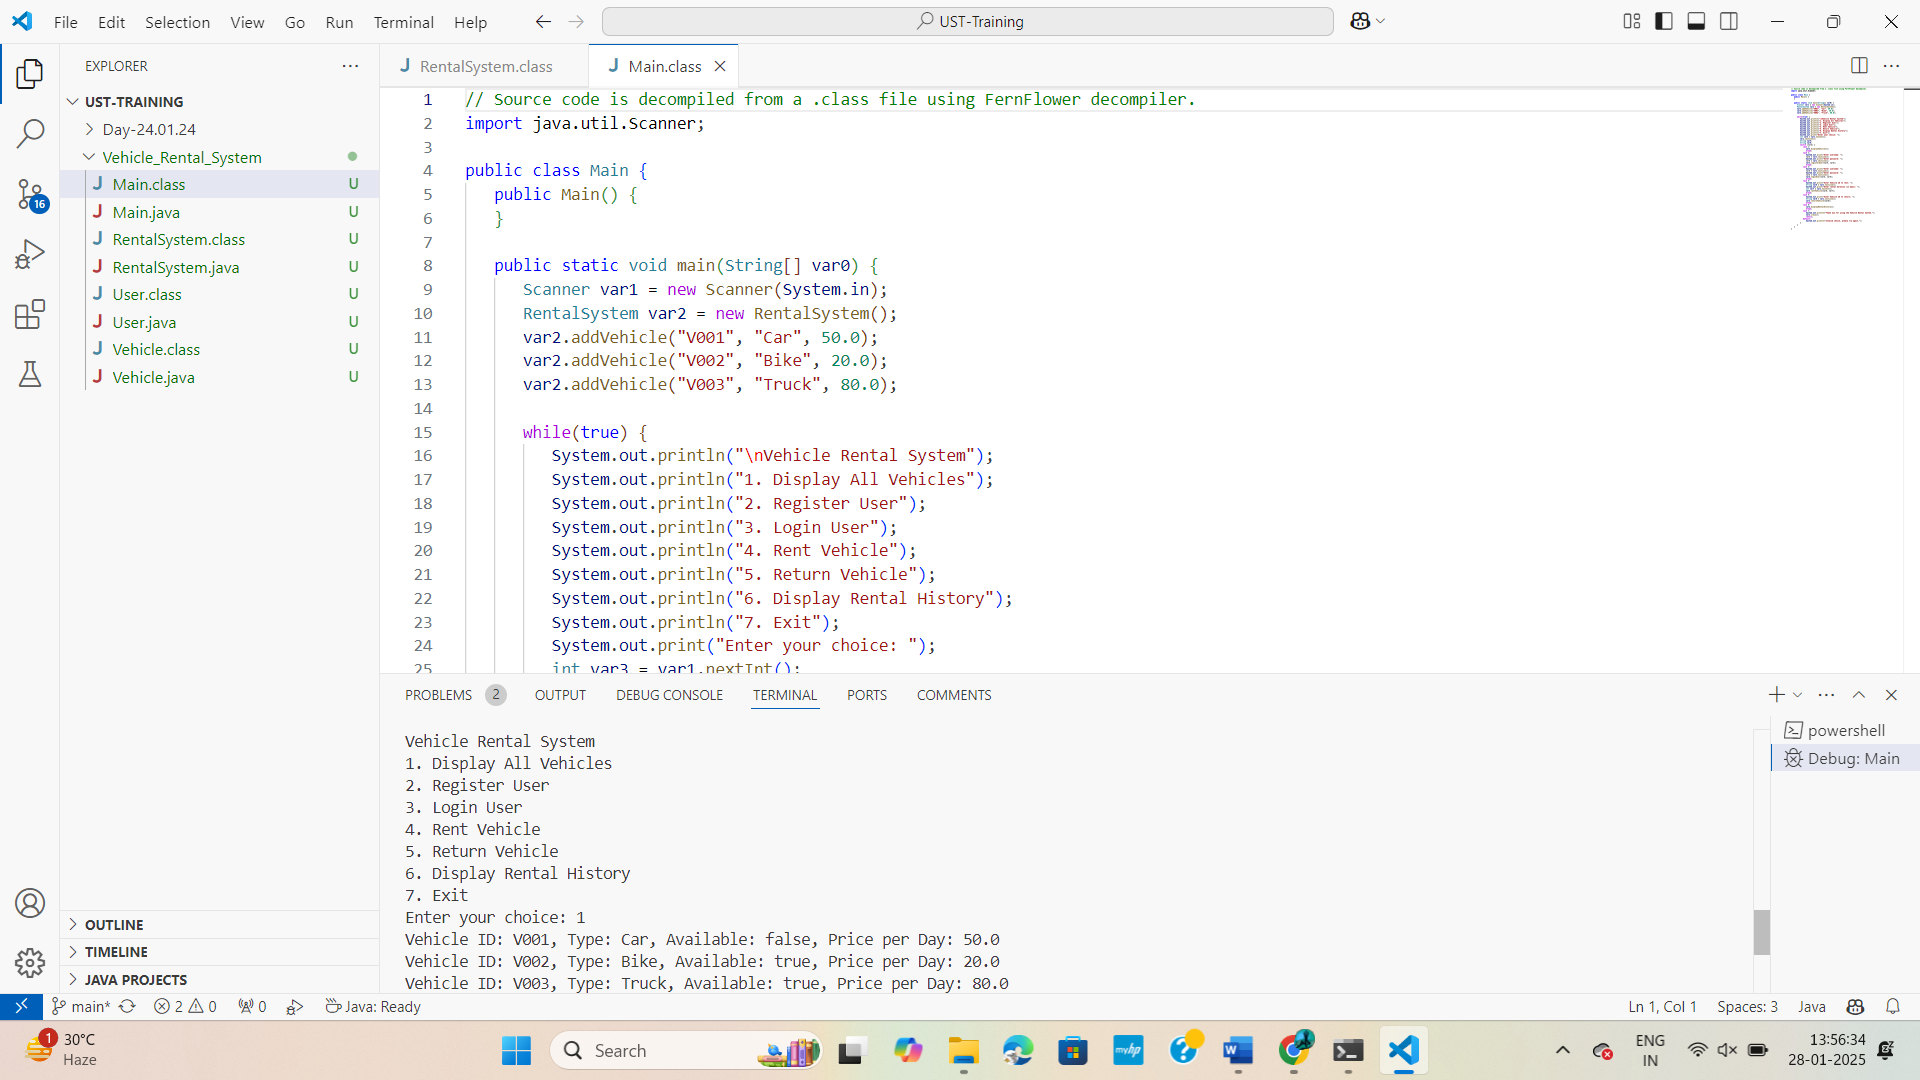 File Edit Selection View Go Run Terminal Help
UST-Training
EXPLORER
UST-TRAINING
Day-24.01.24
Vehicle_Rental_System
Main.class U
Main.java U
RentalSystem.class U
RentalSystem.java U
User.class U
User.java U
Vehicle.class U
Vehicle.java U
16
OUTLINE
TIMELINE
JAVA PROJECTS
RentalSystem.class Main.class
1 // Source code is decompiled from a .class file using FernFlower decompiler.
2 import java.util.Scanner;
3
4 public class Main {
5 public Main() {
6 }
7
8 public static void main(String[] var0) {
9 Scanner var1 = new Scanner(System.in);
10 RentalSystem var2 = new RentalSystem();
11 var2.addVehicle("V001", "Car", 50.0);
12 var2.addVehicle("V002", "Bike", 20.0);
13 var2.addVehicle("V003", "Truck", 80.0);
14
15 while(true) {
16 System.out.println("\nVehicle Rental System");
17 System.out.println("1. Display All Vehicles");
18 System.out.println("2. Register User");
19 System.out.println("3. Login User");
20 System.out.println("4. Rent Vehicle");
21 System.out.println("5. Return Vehicle");
22 System.out.println("6. Display Rental History");
23 System.out.println("7. Exit");
24 System.out.print("Enter your choice: ");
25 int var3 = var1.nextInt();
PROBLEMS 2 OUTPUT DEBUG CONSOLE TERMINAL PORTS COMMENTS
powershell
Debug: Main
Vehicle Rental System
1. Display All Vehicles
2. Register User
3. Login User
4. Rent Vehicle
5. Return Vehicle
6. Display Rental History
7. Exit
Enter your choice: 1
Vehicle ID: V001, Type: Car, Available: false, Price per Day: 50.0
Vehicle ID: V002, Type: Bike, Available: true, Price per Day: 20.0
Vehicle ID: V003, Type: Truck, Available: true, Price per Day: 80.0
main* 2 0 0 Java: Ready Ln 1, Col 1 Spaces: 3 Java
1 30°C
Haze
Search
myhp
ENG
IN
13:56:34
28-01-2025